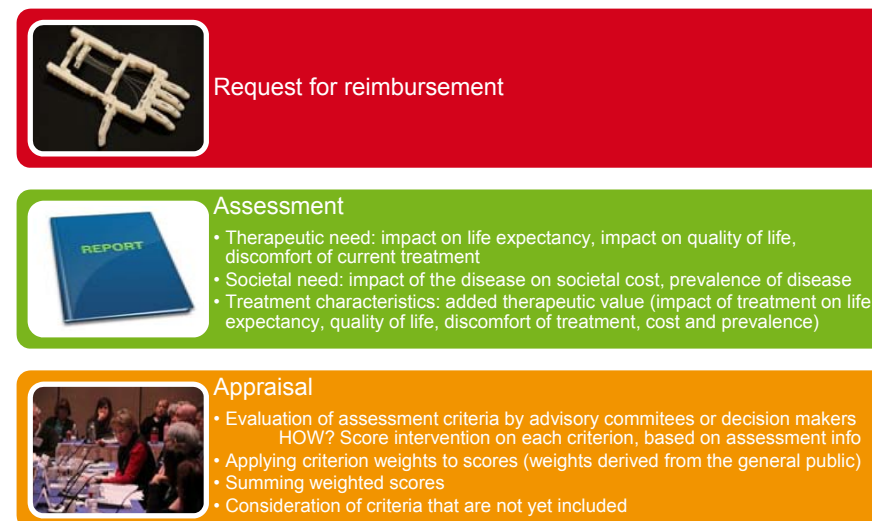 Request for reimbursement
REPORT
Assessment
• Therapeutic need: impact on life expectancy, impact on quality of life,
discomfort of current treatment
• Societal need: impact of the disease on societal cost, prevalence of disease
• Treatment characteristics: added therapeutic value (impact of treatment on life
expectancy, quality of life, discomfort of treatment, cost and prevalence)
Appraisal
• Evaluation of assessment criteria by advisory commitees or decision makers
HOW? Score intervention on each criterion, based on assessment info
• Applying criterion weights to scores (weights derived from the general public)
• Summing weighted scores
• Consideration of criteria that are not yet included